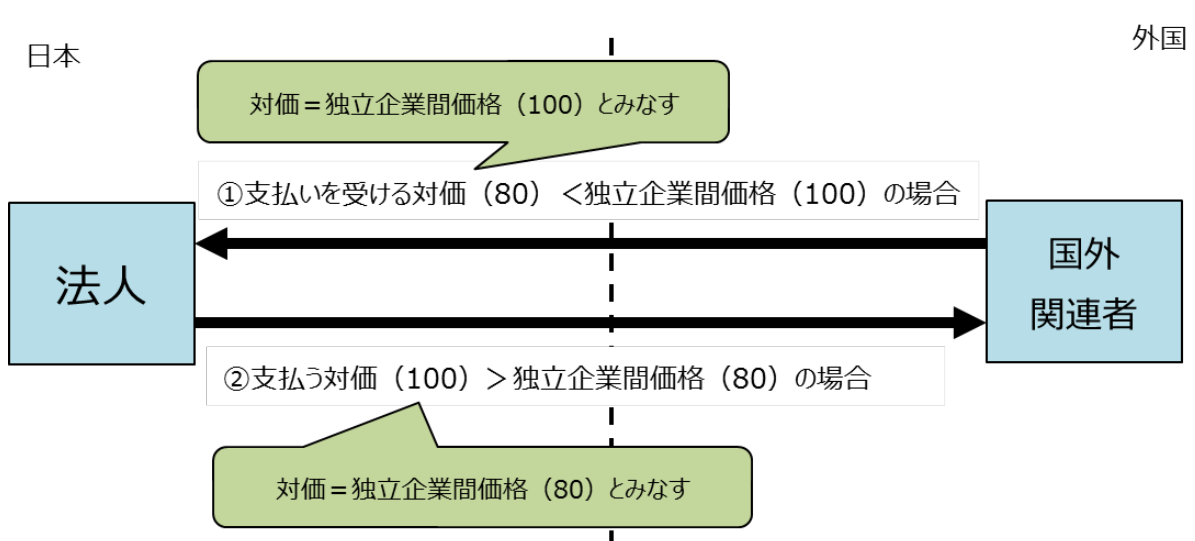 日本
外国
対価=独立企業間価格(100)とみなす
①支払いを受ける対価(80)<独立企業間価格(100)の場合
法人
国外
関連者
②支払う対価(100)>独立企業間価格(80)の場合
対価=独立企業間価格(80)とみなす